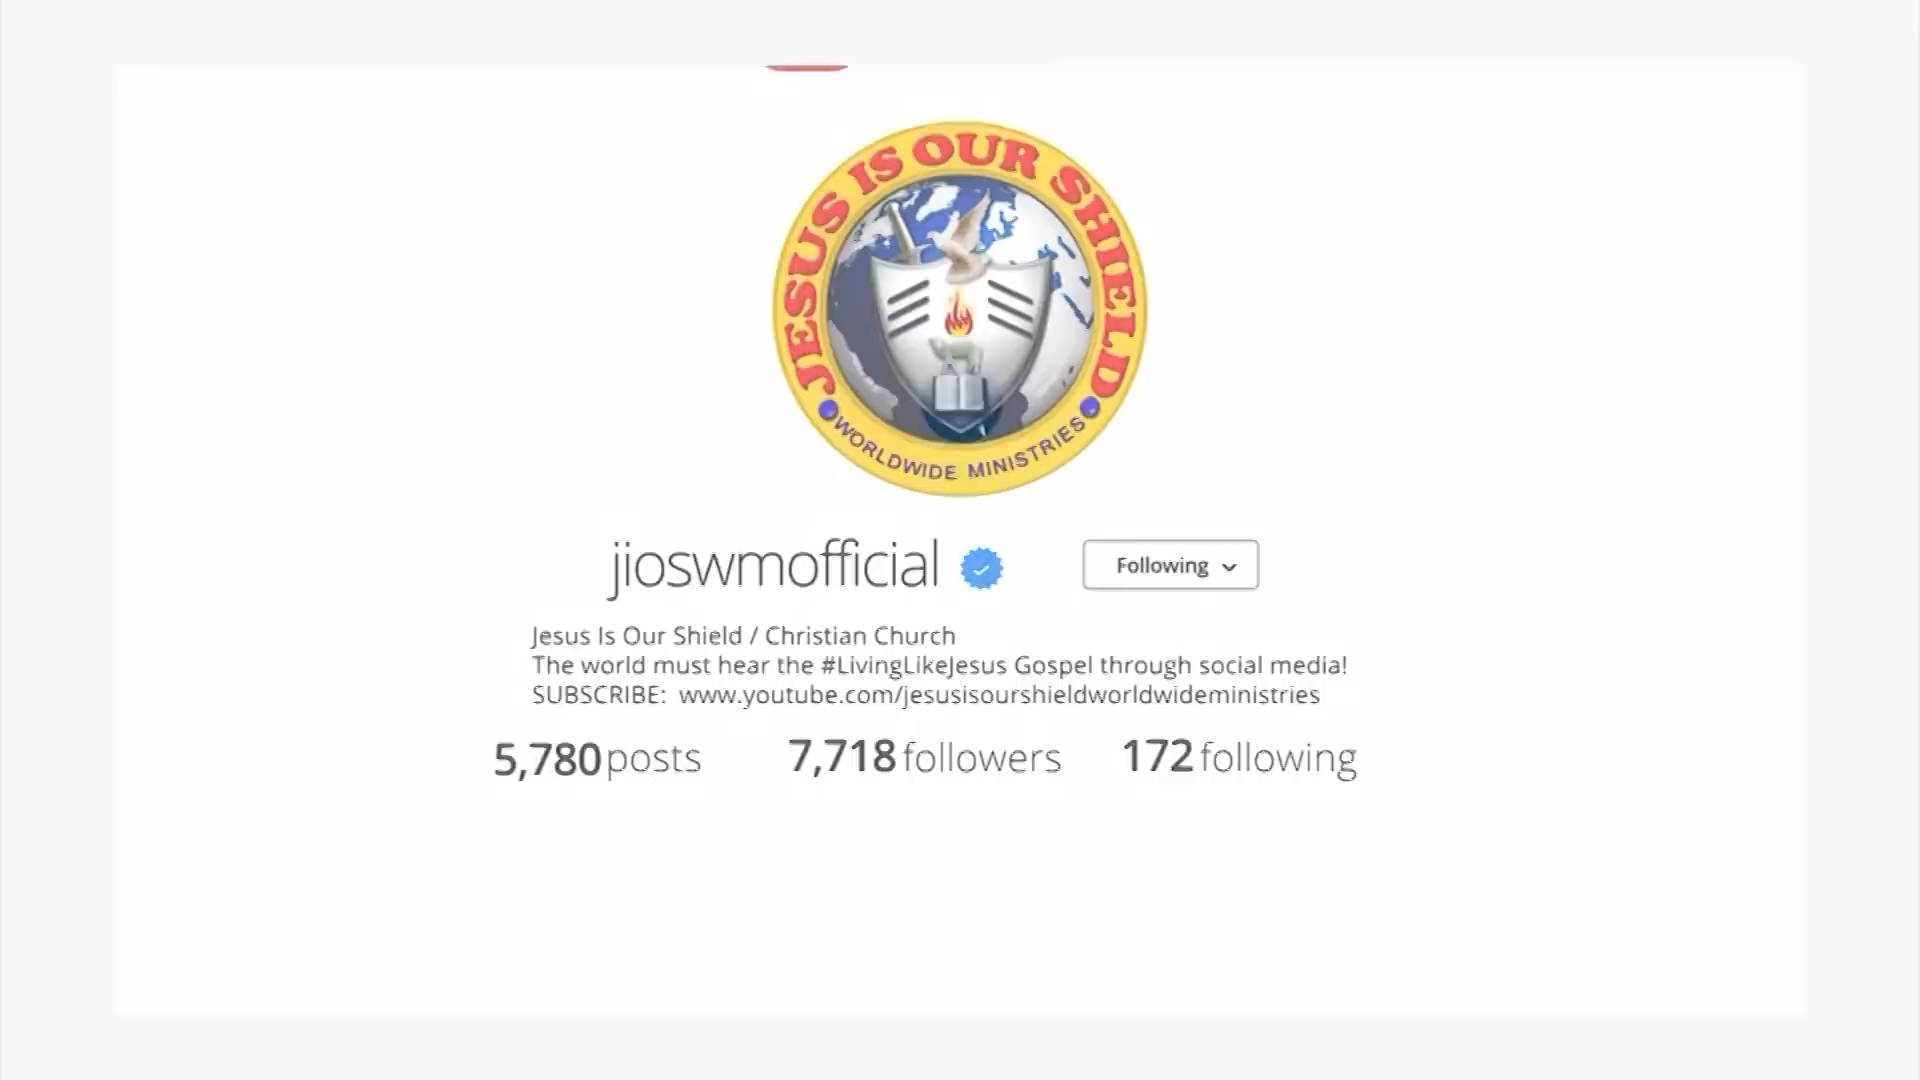 JESUS IS OUR SHIELD
WORLDWIDE MINISTRIES
jioswmofficial
Following
Jesus Is Our Shield / Christian Church
The world must hear the #LivingLikeJesus Gospel through social media!
SUBSCRIBE: www.youtube.com/jesusisourshieldworldwideministries
5,780 posts 7,718 followers 172 following